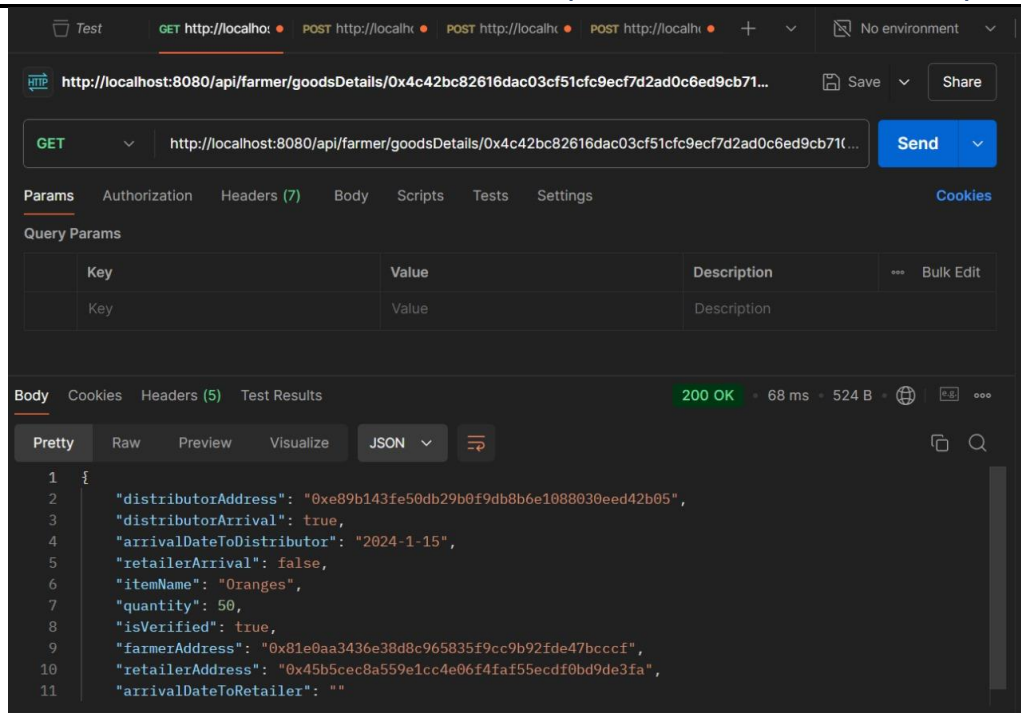 Test GET http://localho: POST http://localhc POST http://localhc POST http://localhc No environment
HTTP http://localhost:8080/api/farmer/goodsDetails/0x4c42bc82616dac03cf51cfc9ecf7d2ad0c6ed9cb71... Save Share
GET http://localhost:8080/api/farmer/goodsDetails/0x4c42bc82616dac03cf51cfc9ecf7d2ad0c6ed9cb71(... Send
Params Authorization Headers (7) Body Scripts Tests Settings Cookies
Query Params
Key Value Description Bulk Edit
Key Value Description
Body Cookies Headers (5) Test Results 200 OK 68 ms 524 B e.g.
Pretty Raw Preview Visualize JSON
1 {
2 "distributorAddress": "0xe89b143fe50db29b0f9db8b6e1088030eed42b05",
3 "distributorArrival": true,
4 "arrivalDateToDistributor": "2024-1-15",
5 "retailerArrival": false,
6 "itemName": "Oranges",
7 "quantity": 50,
8 "isVerified": true,
9 "farmerAddress": "0x81e0aa3436e38d8c965835f9cc9b92fde47bcccf",
10 "retailerAddress": "0x45b5cec8a559e1cc4e06f4faf55ecdf0bd9de3fa",
11 "arrivalDateToRetailer": ""